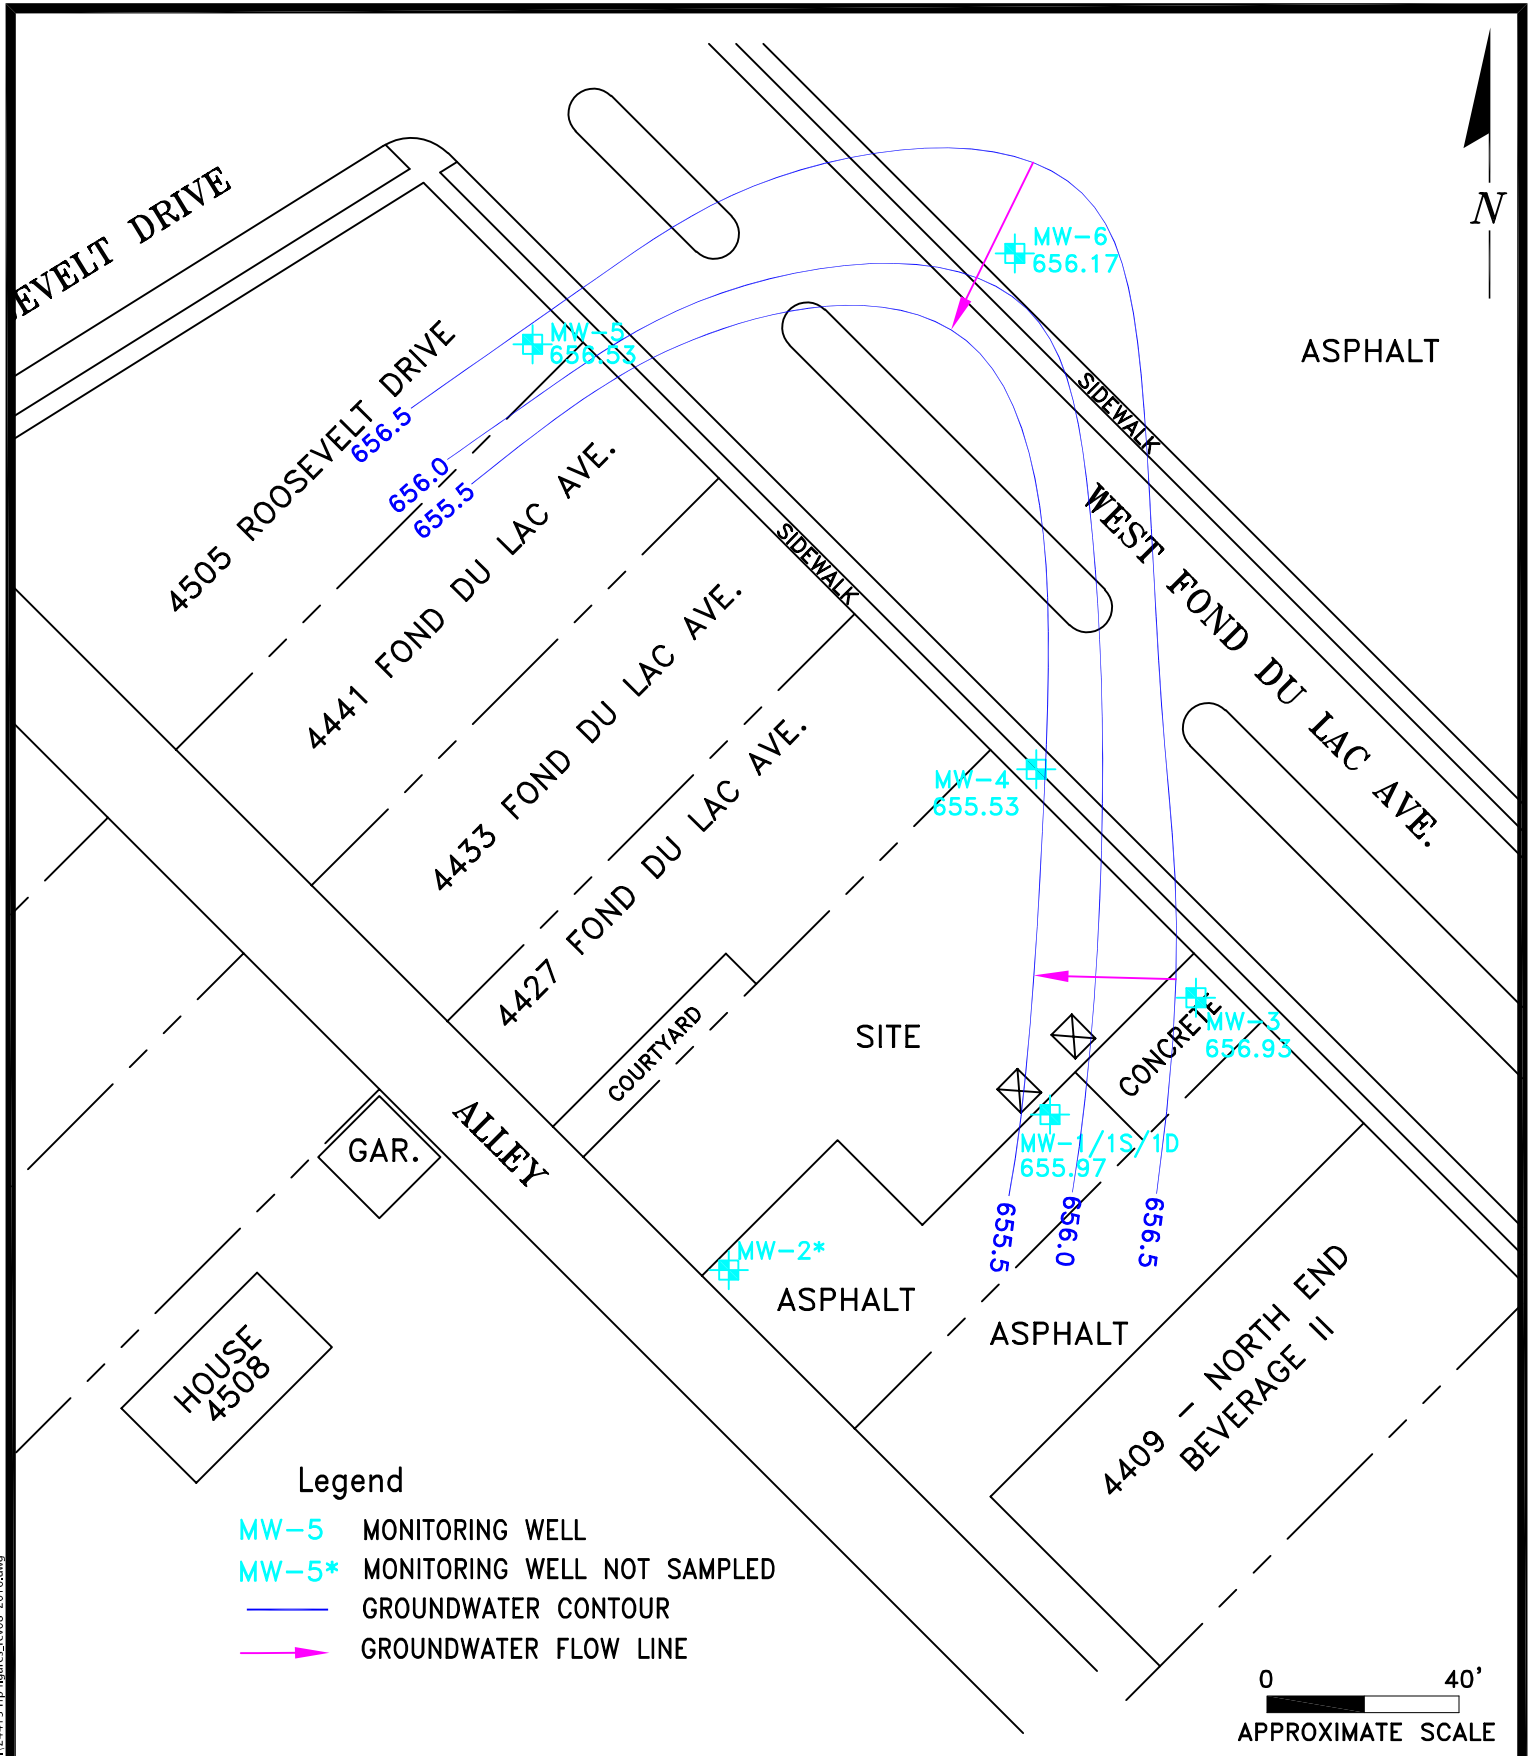 N
EVELT DRIVE
MW-6
656.17
MW-5
656.53
ASPHALT
656.5
656.0
655.5
SIDEWALK
4505 ROOSEVELT DRIVE
4441 FOND DU LAC AVE.
4433 FOND DU LAC AVE.
4427 FOND DU LAC AVE.
SIDEWALK
WEST FOND DU LAC AVE.
MW-4
655.53
COURTYARD
SITE
CONCRETE
MW-3
656.93
MW-1/1S/1D
655.97
ALLEY
GAR.
655.5
656.0
656.5
MW-2*
ASPHALT
ASPHALT
HOUSE
4508
4409 - NORTH END
BEVERAGE II
Legend
MW-5 MONITORING WELL
MW-5* MONITORING WELL NOT SAMPLED
GROUNDWATER CONTOUR
GROUNDWATER FLOW LINE
0 40'
APPROXIMATE SCALE